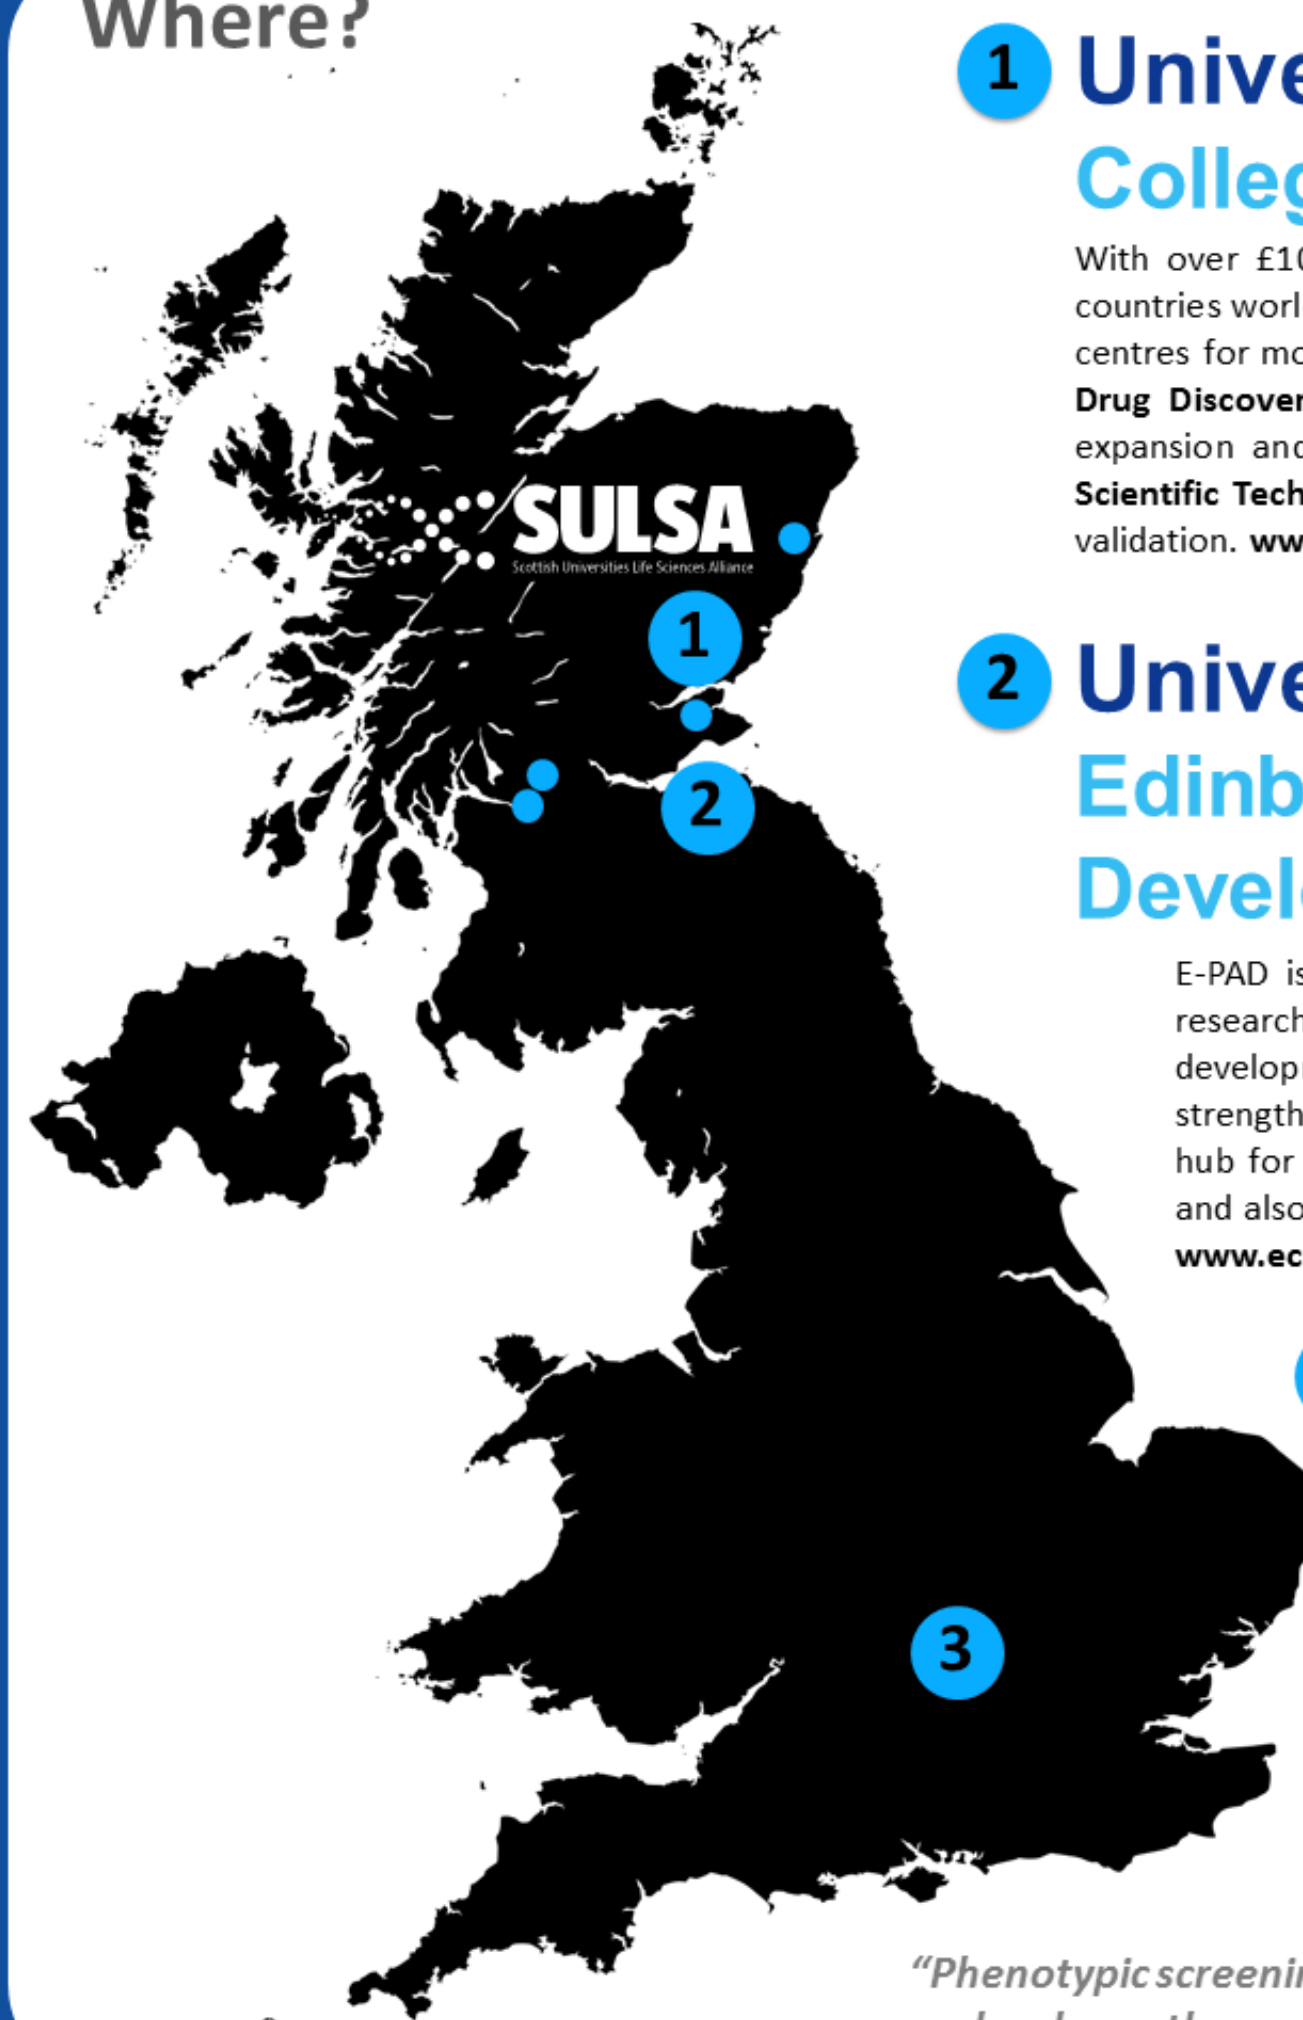 Where?
SULSA
Scottish Universities Life Sciences Alliance
1
2
3
1 Unive
Colleg
With over £10
countries worl
centres for mo
Drug Discover
expansion and
Scientific Tech
validation. ww
2 Unive
Edinb
Devel
E-PAD is
research
develop
strength
hub for
and also
www.ec
“Phenotypic screenin